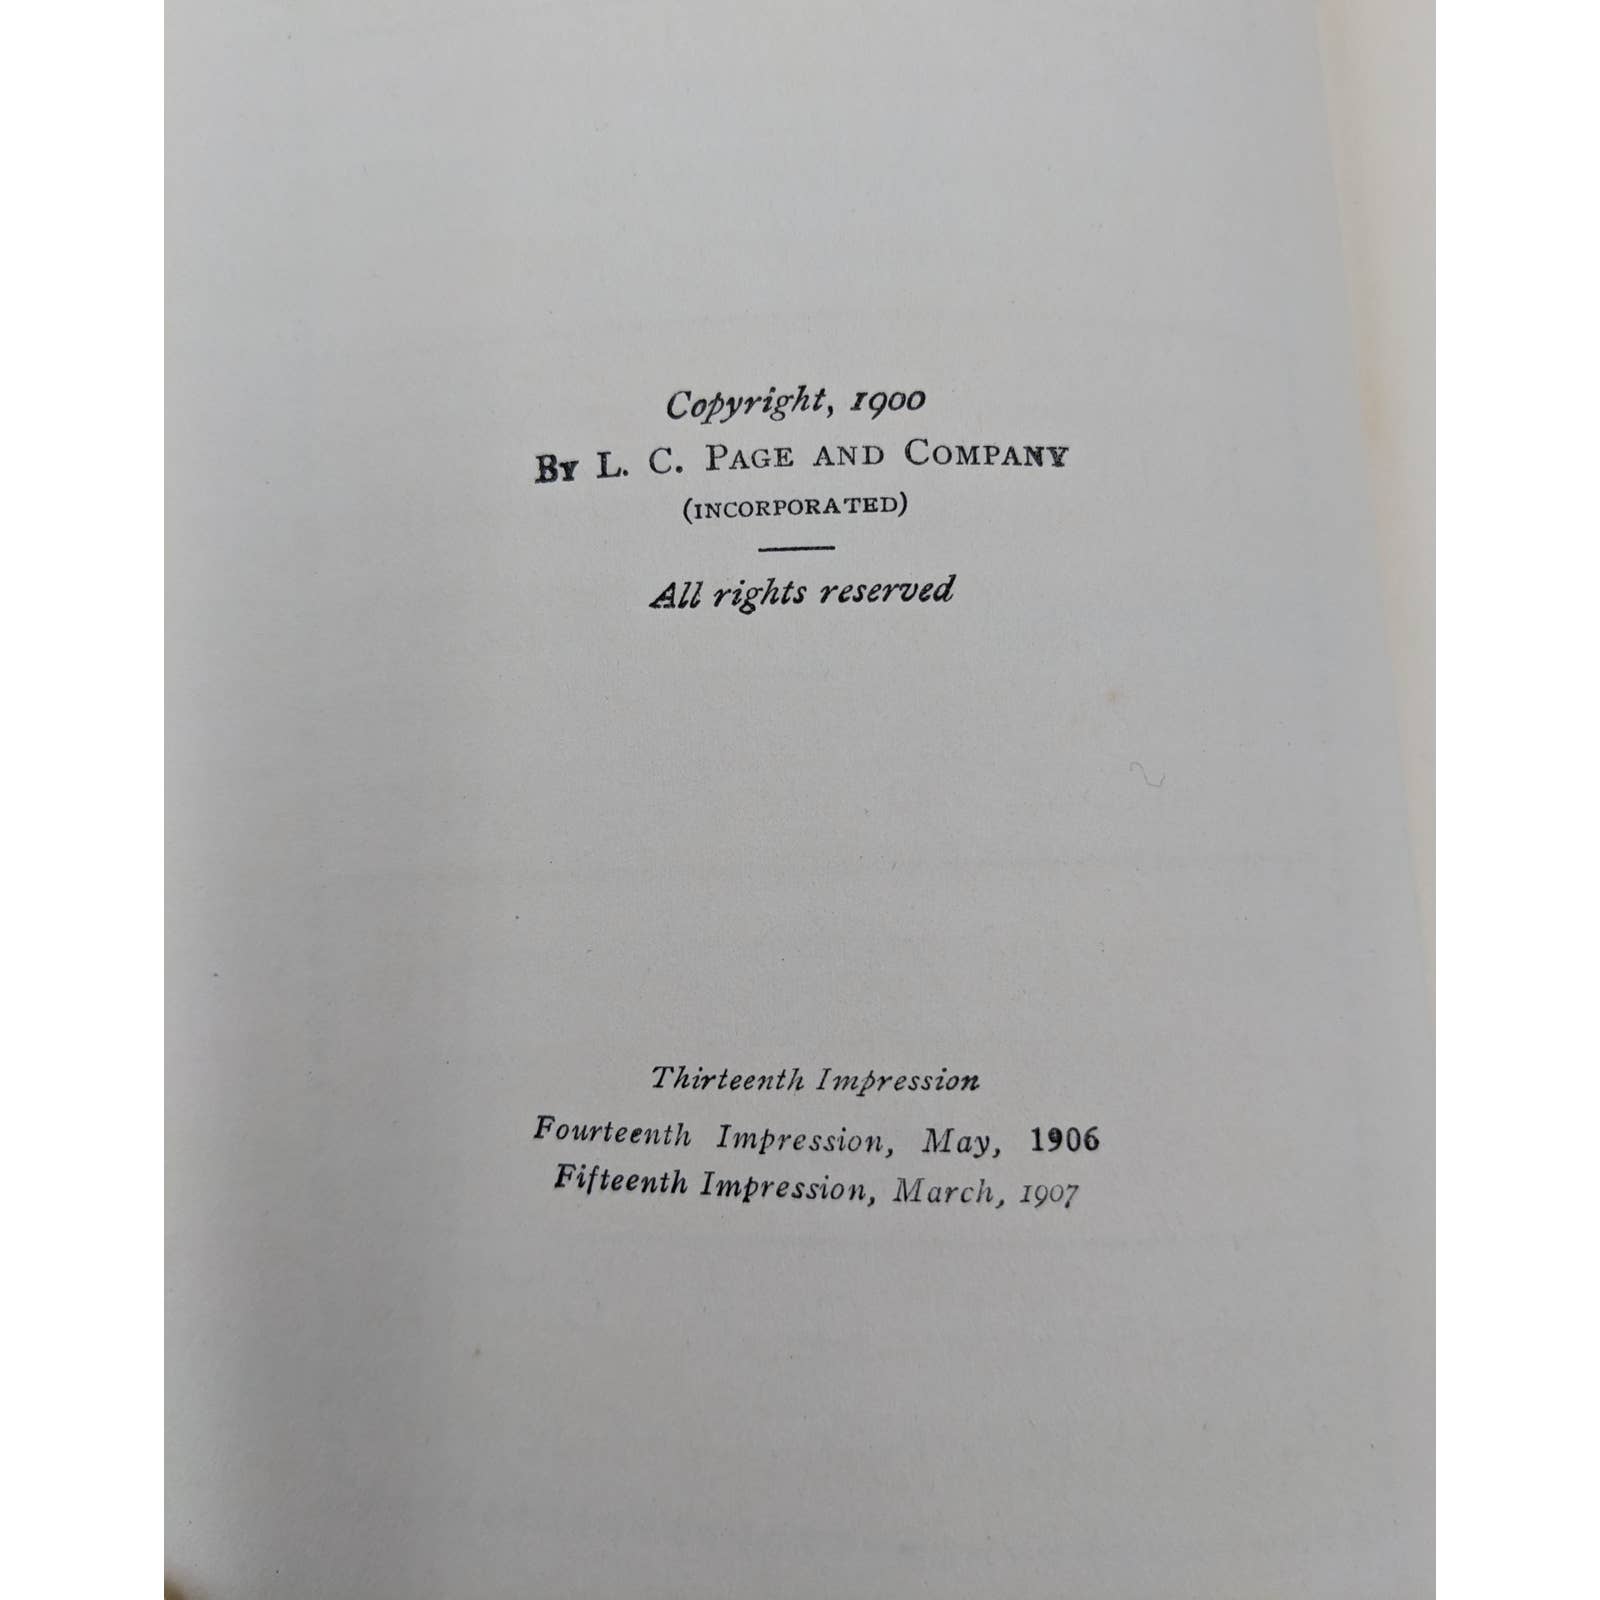 Copyright, 1900
By L. C. Page and Company
(INCORPORATED)
All rights reserved
Thirteenth Impression
Fourteenth Impression, May, 1906
Fifteenth Impression, March, 1907